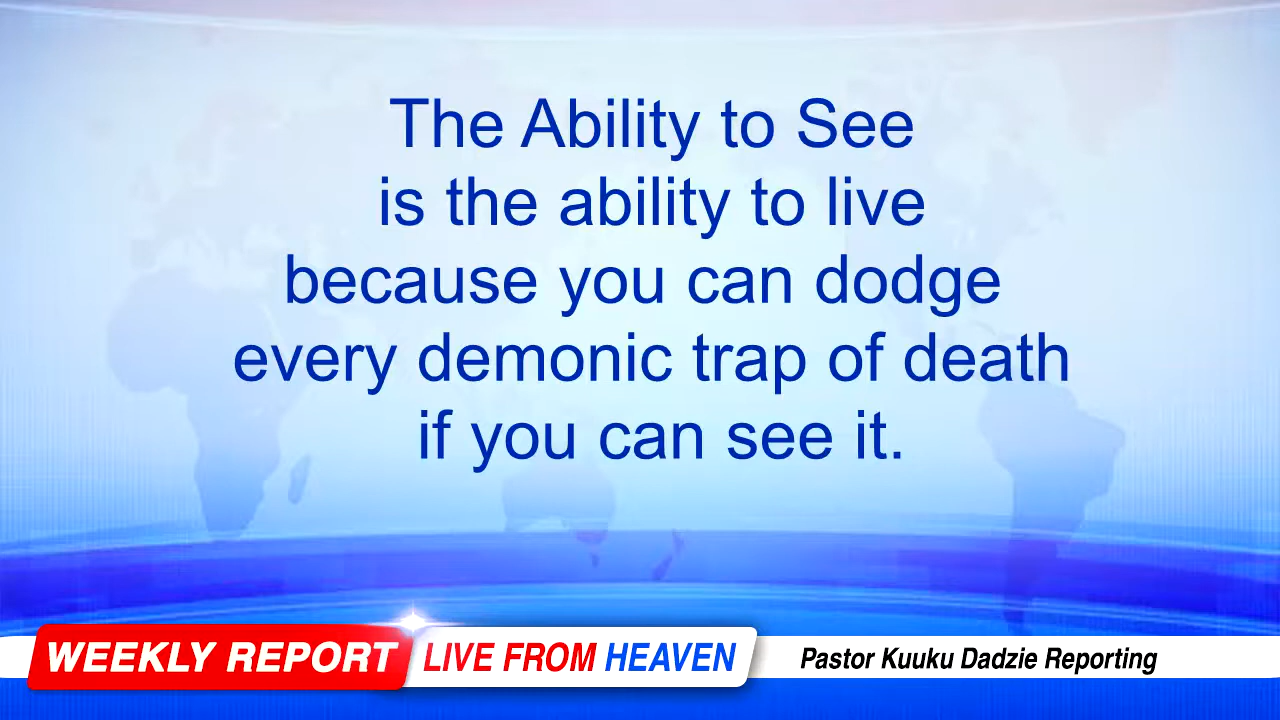 The Ability to See
is the ability to live
because you can dodge
every demonic trap of death
if you can see it.
WEEKLY REPORT LIVE FROM HEAVEN Pastor Kuuku Dadzie Reporting